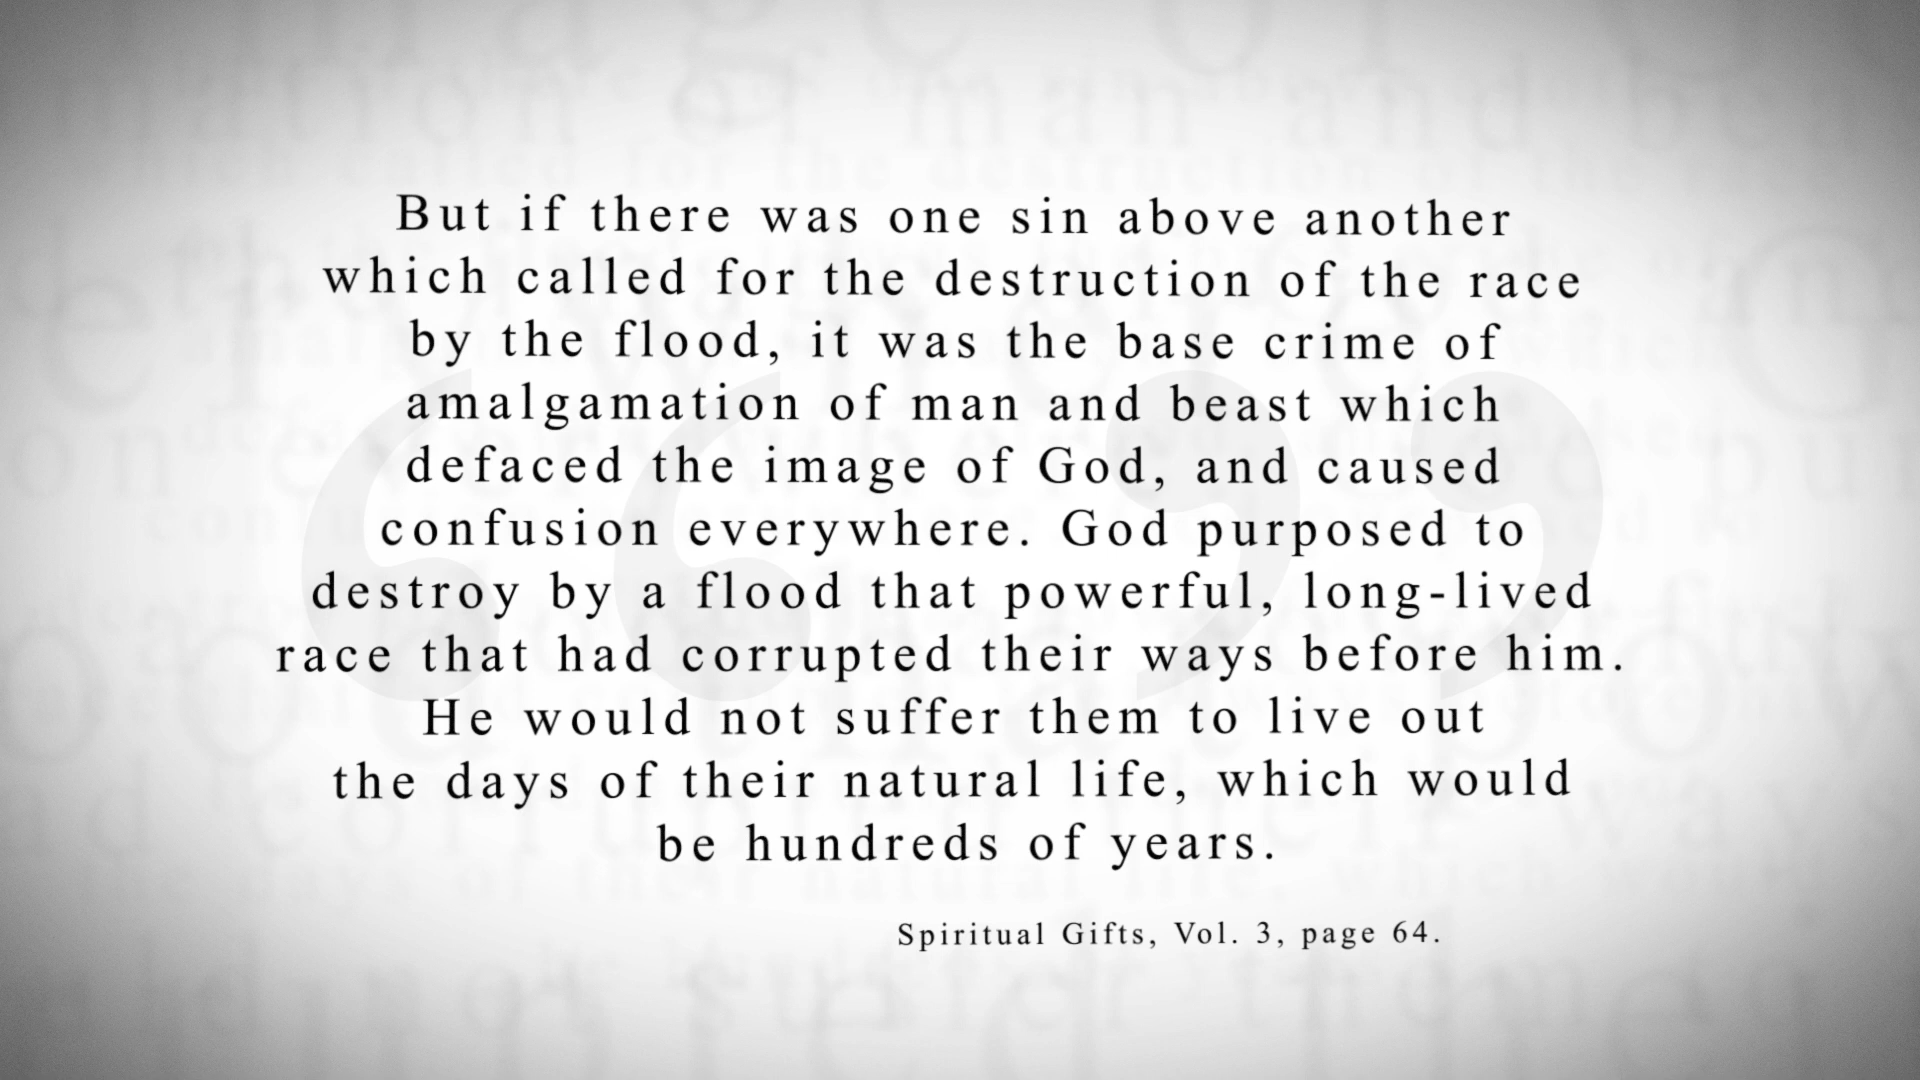 But if there was one sin above another
which called for the destruction of the race
by the flood, it was the base crime of
amalgamation of man and beast which
defaced the image of God, and caused
confusion everywhere. God purposed to
destroy by a flood that powerful, long-lived
race that had corrupted their ways before him.
He would not suffer them to live out
the days of their natural life, which would
be hundreds of years.
Spiritual Gifts, Vol. 3, page 64.